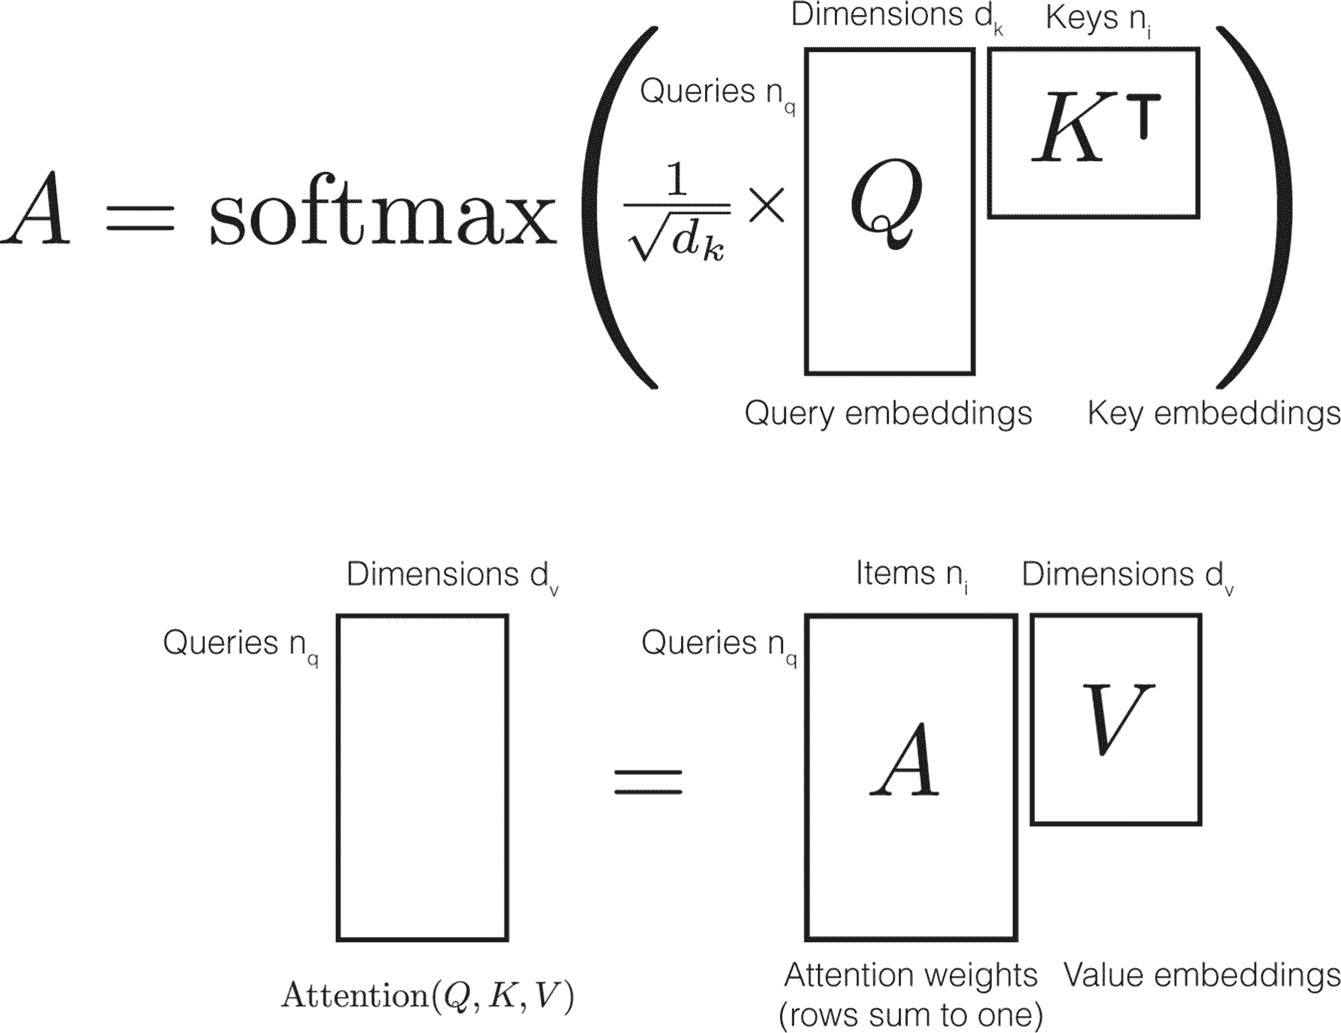 Dimensions d_k Keys n_i
Queries n_q
A = softmax ( 1/√d_k × Q K^T )
Query embeddings Key embeddings
Dimensions d_v Items n_i Dimensions d_v
Queries n_q Queries n_q
= A V
Attention(Q, K, V) Attention weights Value embeddings
(rows sum to one)